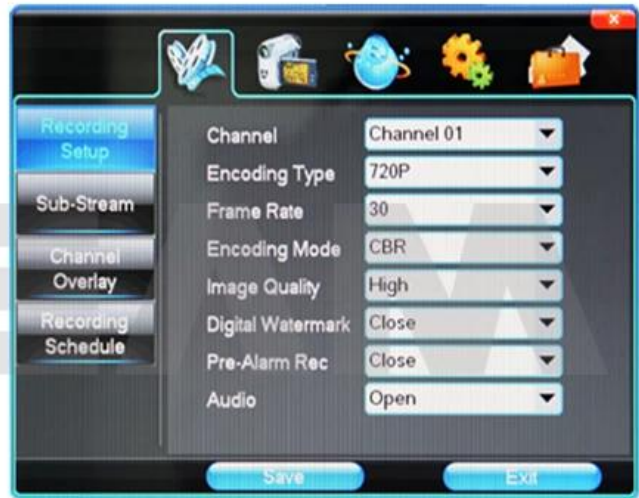 Recording
Setup
Sub-Stream
Channel
Overlay
Recording
Schedule
Channel
Channel 01
Encoding Type
720P
Frame Rate
30
Encoding Mode
CBR
Image Quality
High
Digital Watermark
Close
Pre-Alarm Rec
Close
Audio
Open
Save
Exit